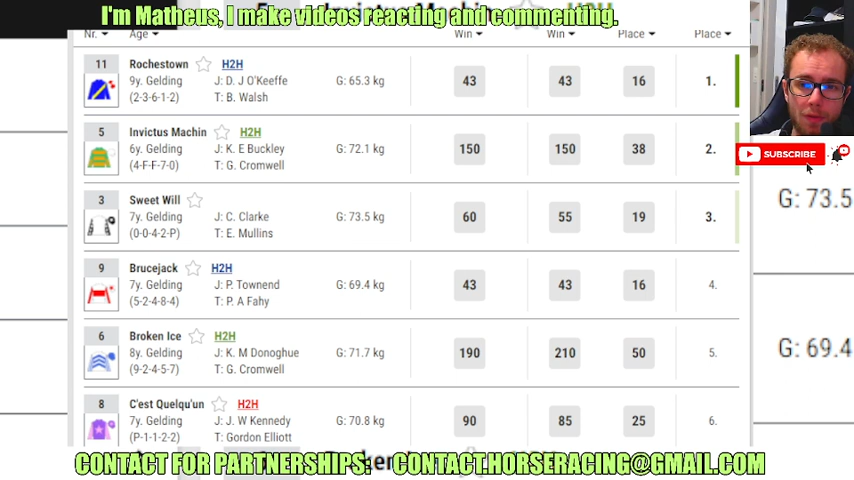 I'm Matheus, I make videos reacting and commenting.
Nr. Age Win Win Place Place
11 Rochestown H2H
9y. Gelding J: D. J O'Keeffe G: 65.3 kg 43 43 16 1.
(2-3-6-1-2) T: B. Walsh
5 Invictus Machin H2H
6y. Gelding J: K. E Buckley G: 72.1 kg 150 150 38 2.
(4-F-F-7-0) T: G. Cromwell
SUBSCRIBE
3 Sweet Will
7y. Gelding J: C. Clarke G: 73.5 kg 60 55 19 3.
(0-0-4-2-P) T: E. Mullins
G: 73.5
9 Brucejack H2H
7y. Gelding J: P. Townend G: 69.4 kg 43 43 16 4.
(5-2-4-8-4) T: P. A Fahy
6 Broken Ice H2H
8y. Gelding J: K. M Donoghue G: 71.7 kg 190 210 50 5.
(9-2-4-5-7) T: G. Cromwell
G: 69.4
8 C'est Quelqu'un H2H
7y. Gelding J: J. W Kennedy G: 70.8 kg 90 85 25 6.
(P-1-1-2-2) T: Gordon Elliott
CONTACT FOR PARTNERSHIPS: CONTACT.HORSERACING@GMAIL.COM